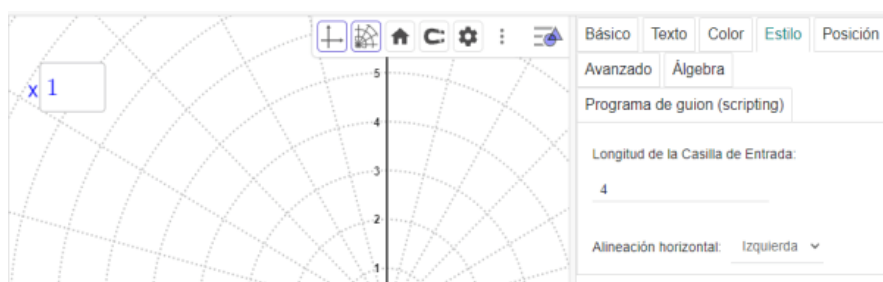 Básico Texto Color Estilo Posición
Avanzado Álgebra
Programa de guion (scripting)
x 1
5
4
3
2
1
Longitud de la Casilla de Entrada:
4
Alineación horizontal: Izquierda